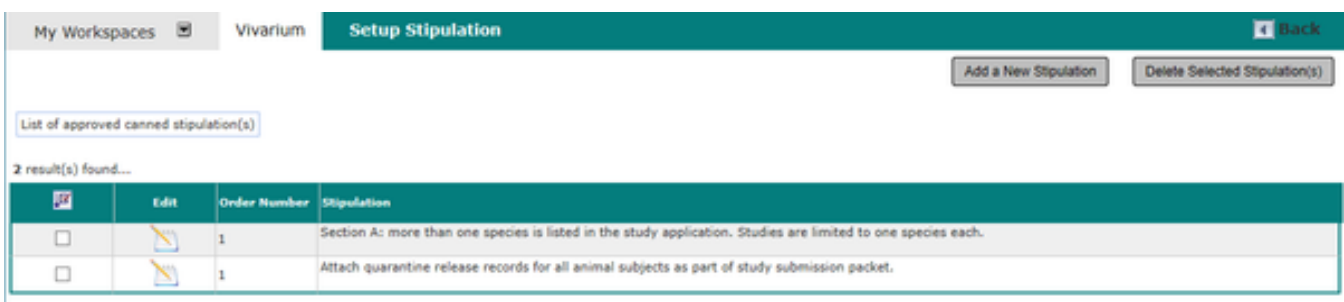 My Workspaces Vivarium Setup Stipulation Back
Add a New Stipulation Delete Selected Stipulation(s)
List of approved canned stipulation(s)
2 result(s) found....
Edit Order Number Stipulation
1 Section A: more than one species is listed in the study application. Studies are limited to one species each.
1 Attach quarantine release records for all animal subjects as part of study submission packet.